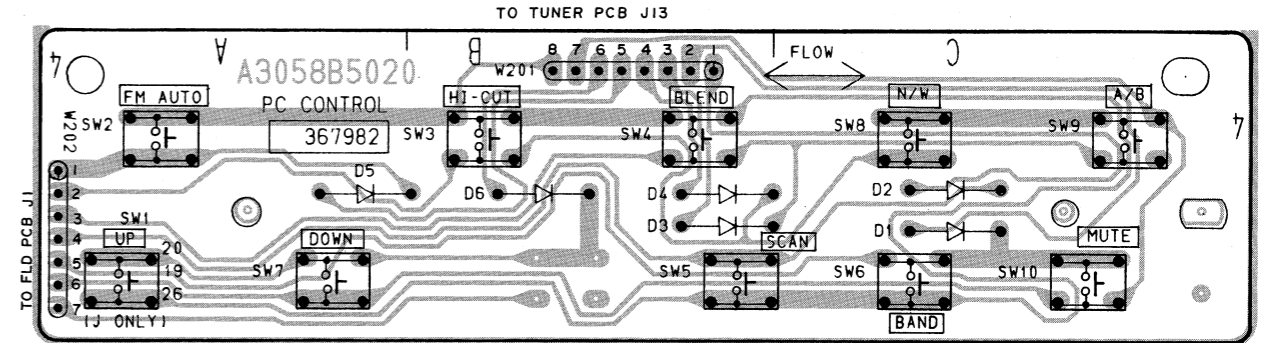 TO TUNER PCB J13
4 A B FLOW C
A3058B5020
W201 8 7 6 5 4 3 2 1
PC CONTROL
367982
FM AUTO HI-CUT BLEND N/W A/B
SW2 SW3 SW4 SW8 SW9 4
W202
1
2
3
4
5
6
7
TO FLD PCB J1
D5 D6 D4 D2
D3 D1
SW1
UP DOWN SCAN MUTE
20
19
26
SW7 SW5 SW6 SW10
(J ONLY) BAND